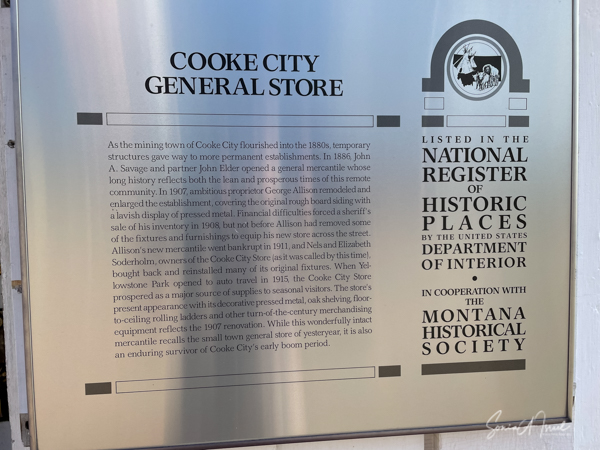 COOKE CITY
GENERAL STORE
As the mining town of Cooke City flourished into the 1880s, temporary
structures gave way to more permanent establishments. In 1886, John
A. Savage and partner John Elder opened a general mercantile whose
long history reflects both the lean and prosperous times of this remote
community. In 1907, ambitious proprietor George Allison remodeled and
enlarged the establishment, covering the original rough board siding with
a lavish display of pressed metal. Financial difficulties forced a sheriff's
sale of his inventory in 1908, but not before Allison had removed some
of the fixtures and furnishings to equip his new store across the street.
Allison's new mercantile went bankrupt in 1911, and Nels and Elizabeth
Soderholm, owners of the Cooke City Store (as it was called by this time),
bought back and reinstalled many of its original fixtures. When Yel-
lowstone Park opened to auto travel in 1915, the Cooke City Store
prospered as a major source of supplies to seasonal visitors. The store's
present appearance with its decorative pressed metal, oak shelving, floor-
to-ceiling rolling ladders and other turn-of-the-century merchandising
equipment reflects the 1907 renovation. While this wonderfully intact
mercantile recalls the small town general store of yesteryear, it is also
an enduring survivor of Cooke City's early boom period.
LISTED IN THE
NATIONAL
REGISTER
OF
HISTORIC
PLACES
BY THE UNITED STATES
DEPARTMENT
OF INTERIOR
IN COOPERATION WITH
THE
MONTANA
HISTORICAL
SOCIETY